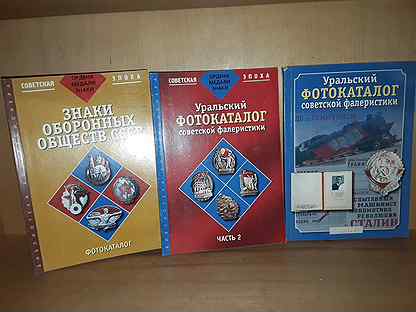 СОВЕТСКАЯ
ОРДЕНА
МЕДАЛИ
ЗНАКИ
ЭПОХА
ЗНАКИ
ОБОРОННЫХ
ОБЩЕСТВ СССР
ФОТОКАТАЛОГ
СОВЕТСКАЯ
ОРДЕНА
МЕДАЛИ
ЗНАКИ
ЭПОХА
Уральский
ФОТОКАТАЛОГ
советской фалеристики
ЧАСТЬ 2
Уральский
ФОТОКАТАЛОГ
советской фалеристики
МАШИНИСТ
СТАЛИН